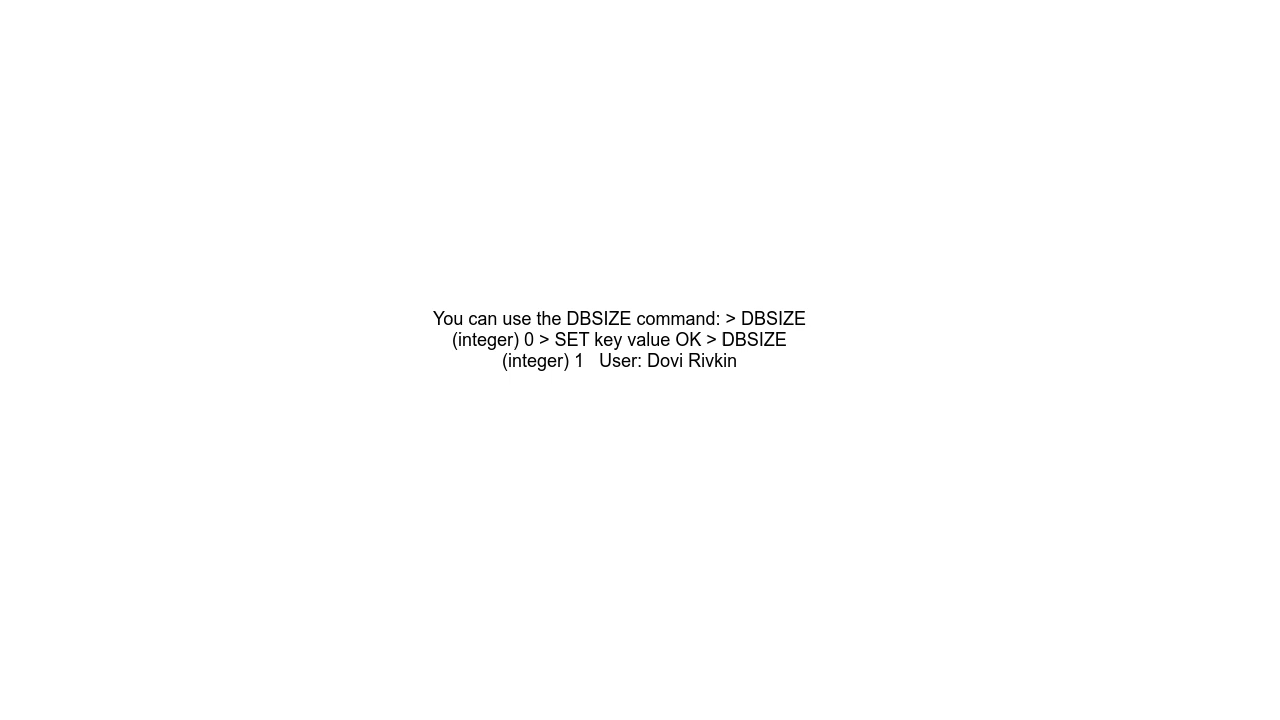 You can use the DBSIZE command: > DBSIZE
(integer) 0 > SET key value OK > DBSIZE
(integer) 1   User: Dovi Rivkin